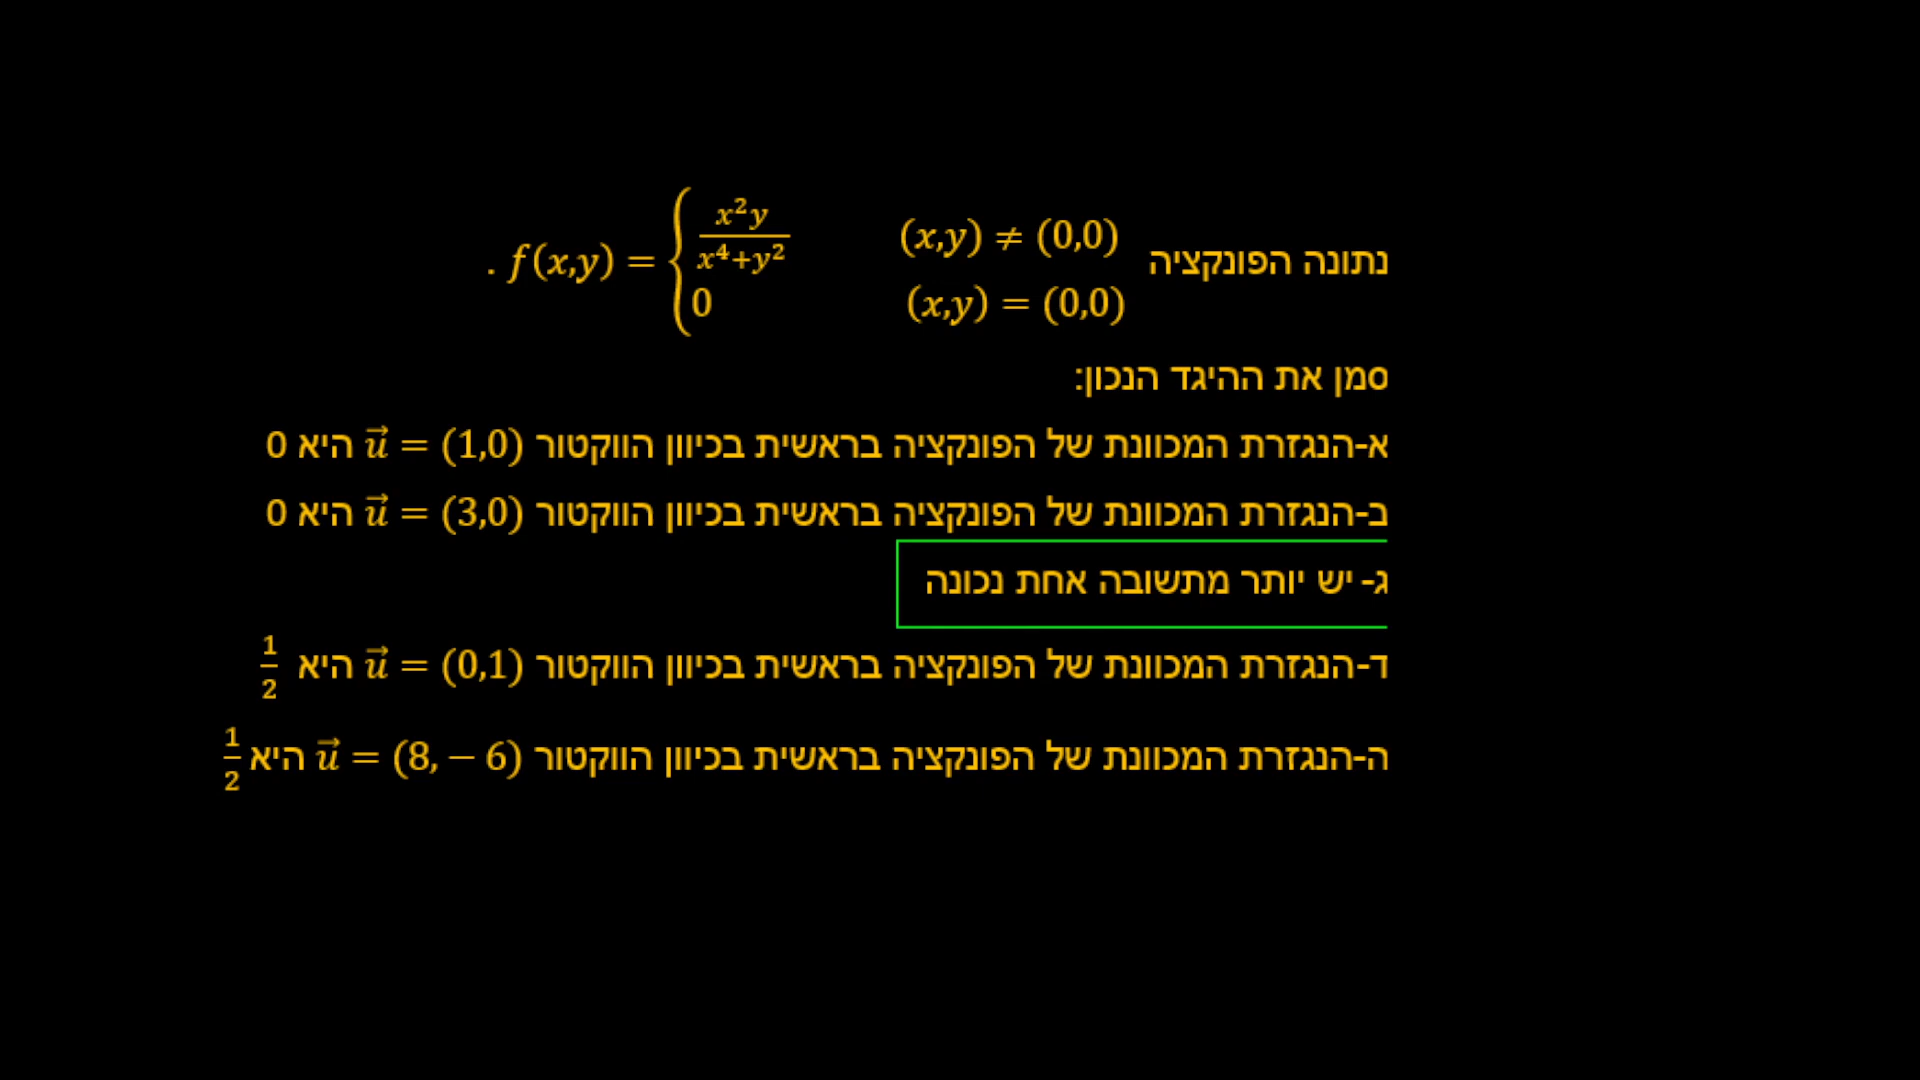 נתונה הפונקציה f(x,y) = { x²y / (x⁴+y²) (x,y) ≠ (0,0)
0 (x,y) = (0,0) .
סמן את ההיגד הנכון:
א-הנגזרת המכוונת של הפונקציה בראשית בכיוון הווקטור u⃗ = (1,0) היא 0
ב-הנגזרת המכוונת של הפונקציה בראשית בכיוון הווקטור u⃗ = (3,0) היא 0
ג- יש יותר מתשובה אחת נכונה
ד-הנגזרת המכוונת של הפונקציה בראשית בכיוון הווקטור u⃗ = (0,1) היא 1/2
ה-הנגזרת המכוונת של הפונקציה בראשית בכיוון הווקטור u⃗ = (8, − 6) היא 1/2